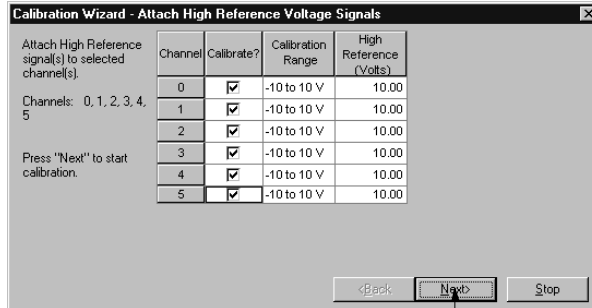 Calibration Wizard - Attach High Reference Voltage Signals
Attach High Reference
signal(s) to selected
channel(s).
Channels: 0, 1, 2, 3, 4,
5
Press "Next" to start
calibration.
Channel Calibrate? Calibration Range High Reference (Volts)
0 -10 to 10 V 10.00
1 -10 to 10 V 10.00
2 -10 to 10 V 10.00
3 -10 to 10 V 10.00
4 -10 to 10 V 10.00
5 -10 to 10 V 10.00
<Back Next> Stop